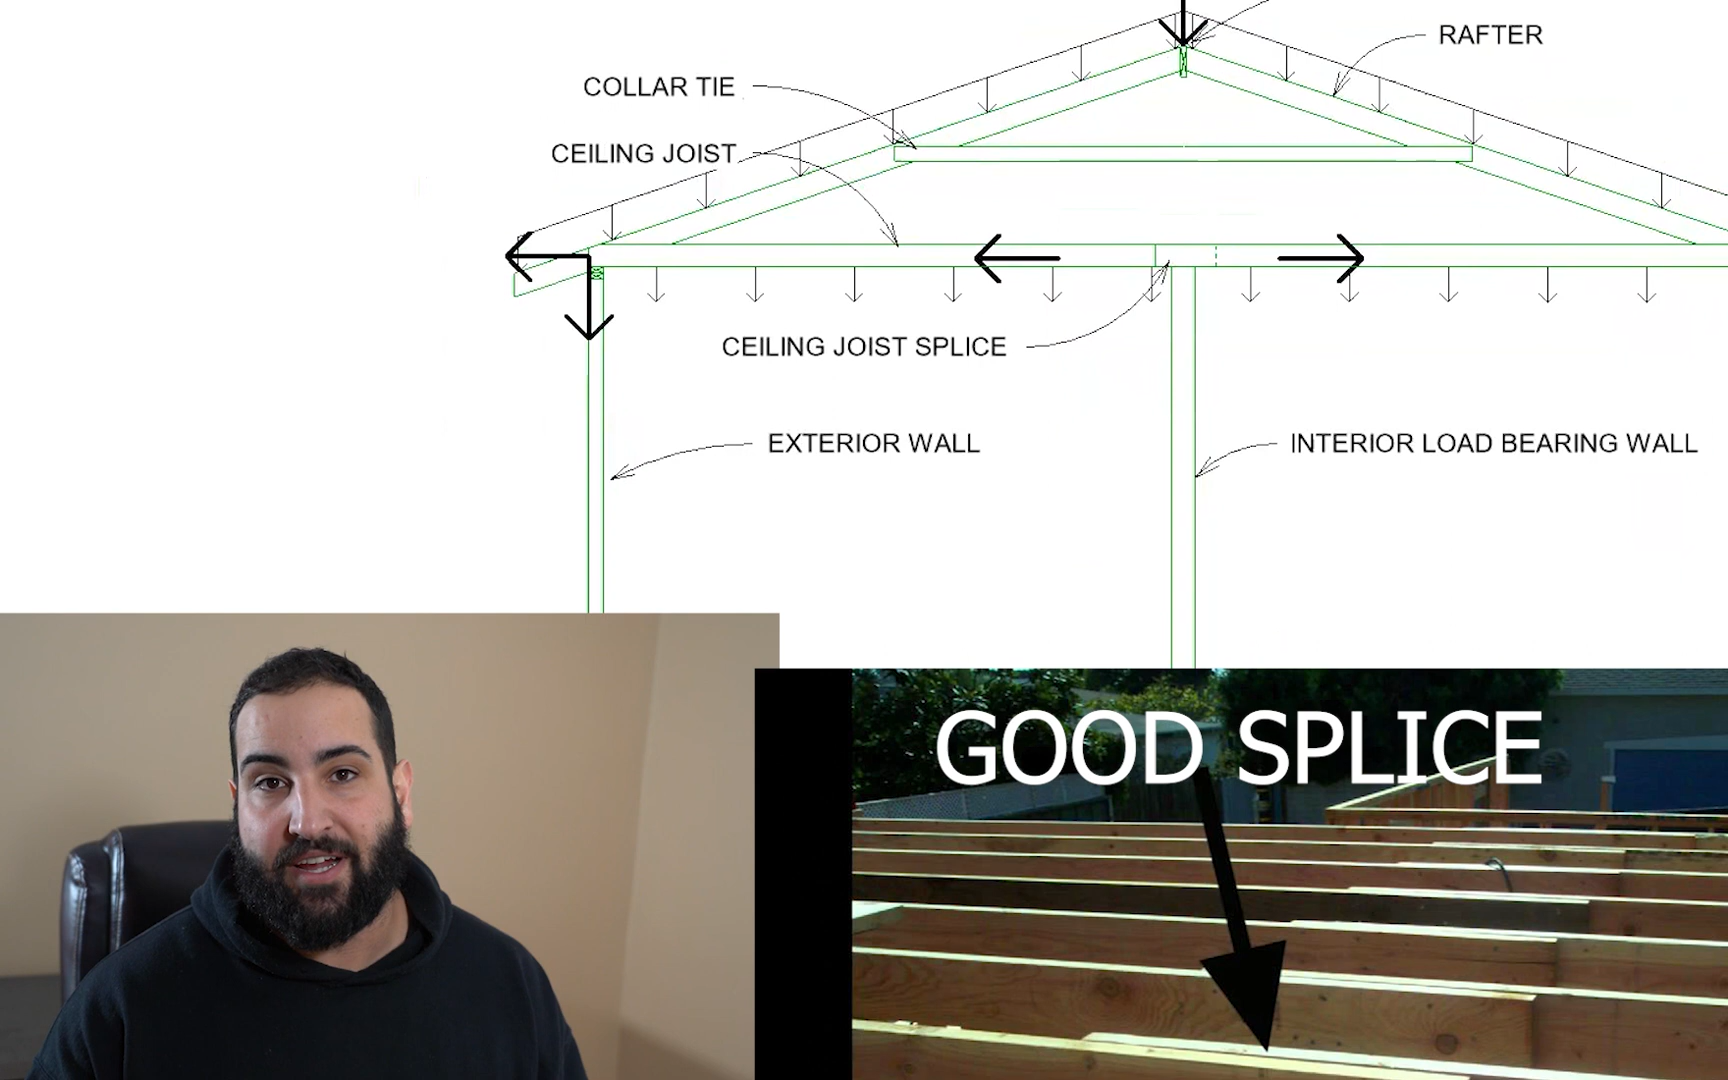 RAFTER
COLLAR TIE
CEILING JOIST
CEILING JOIST SPLICE
EXTERIOR WALL
INTERIOR LOAD BEARING WALL
GOOD SPLICE